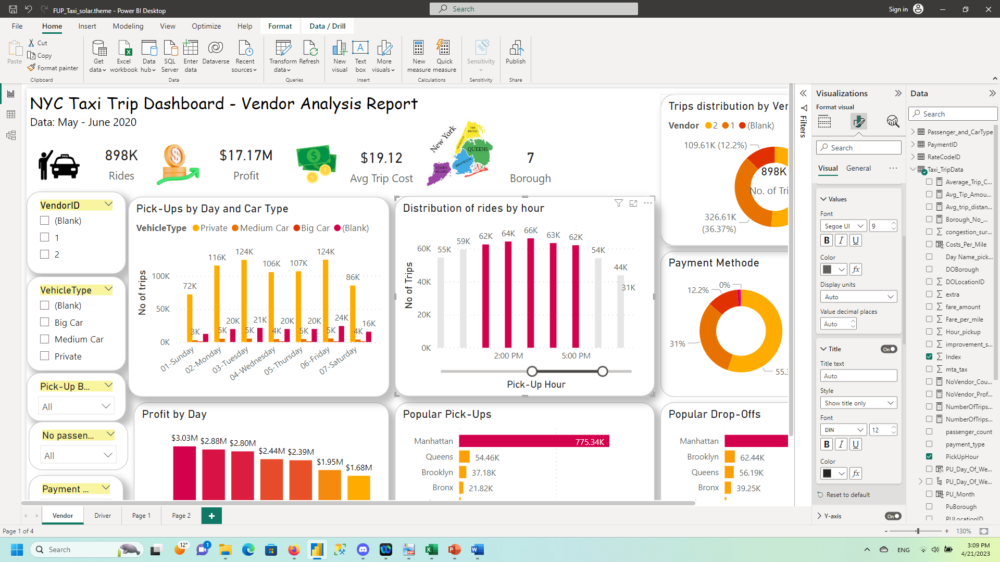 FUP_Taxi_solar.theme - Power BI Desktop
Search
Sign in
File Home Insert Modeling View Optimize Help Format Data / Drill
Paste
Cut
Copy
Format painter
Clipboard
Get data
Excel workbook
Data hub
SQL Server
Enter data
Dataverse
Recent sources
Data
Transform data
Refresh
Queries
New visual
Text box
More visuals
Insert
New measure
Quick measure
Calculations
Sensitivity
Sensitivity
Publish
Share
NYC Taxi Trip Dashboard - Vendor Analysis Report
Data: May - June 2020
TAXI
898K
Rides
$17.17M
Profit
$19.12
Avg Trip Cost
New York
THE BRONX
MANHATTAN
QUEENS
BROOKLYN
STATEN ISLAND
7
Borough
VendorID
(Blank)
1
2
VehicleType
(Blank)
Big Car
Medium Car
Private
Pick-Up B...
All
No passen...
All
Payment ...
Pick-Ups by Day and Car Type
VehicleType Private Medium Car Big Car (Blank)
No of trips
100K
50K
0K
72K 116K 124K 106K 107K 124K 86K
3K 5K 20K 5K 21K 4K 20K 5K 20K 5K 24K 4K 16K
01-Sunday 02-Monday 03-Tuesday 04-Wednesday 05-Thursday 06-Friday 07-Saturday
Distribution of rides by hour
No of Trips
60K
40K
20K
0K
55K 59K 62K 64K 66K 63K 62K 54K 44K 31K
2:00 PM 5:00 PM
Pick-Up Hour
Trips distribution by Ver
Vendor 2 1 (Blank)
109.61K (12.2%)
898K
No. of Tri
326.61K
(36.37%)
Payment Methode
0%
12.2%
31%
55.3
Profit by Day
$3.03M $2.88M $2.80M $2.44M $2.39M $1.95M $1.68M
Popular Pick-Ups
Manhattan 775.34K
Queens 54.46K
Brooklyn 37.18K
Bronx 21.82K
Popular Drop-Offs
Manhattan
Brooklyn 62.44K
Queens 56.19K
Bronx 39.25K
Filters
Visualizations
Format visual
Search
Visual General
Values
Font
Segoe UI 9
B I U
Color
fx
Display units
Auto
Value decimal places
Auto
Title On
Title text
Auto
Style
Show title only
Font
DIN 12
B I U
Color
fx
Reset to default
Y-axis On
Data
Search
Passenger_and_CarType
PaymentID
RateCodeID
Taxi_TripData
Average_Trip_C...
Avg_Tip_Amou...
Avg_trip_distan...
Borough_No_...
congestion_sur...
Costs_Per_Mile
Day Name_pick...
DOBorough
DOLocationID
extra
fare_amount
Fare_per_mile
Hour_pickup
improvement_s...
Index
mta_tax
NoVendor_Cou...
NoVendor_Prof...
NumberOfTrips...
NumberOfTrips...
passenger_count
payment_type
PickUpHour
PU_Day_Of_We...
PU_Day_Of_We...
PU_Month
PuBorough
PULocationID
Vendor Driver Page 1 Page 2
Page 1 of 4
130%
Search
12°
1
PDF
ENG
3:09 PM
4/21/2023